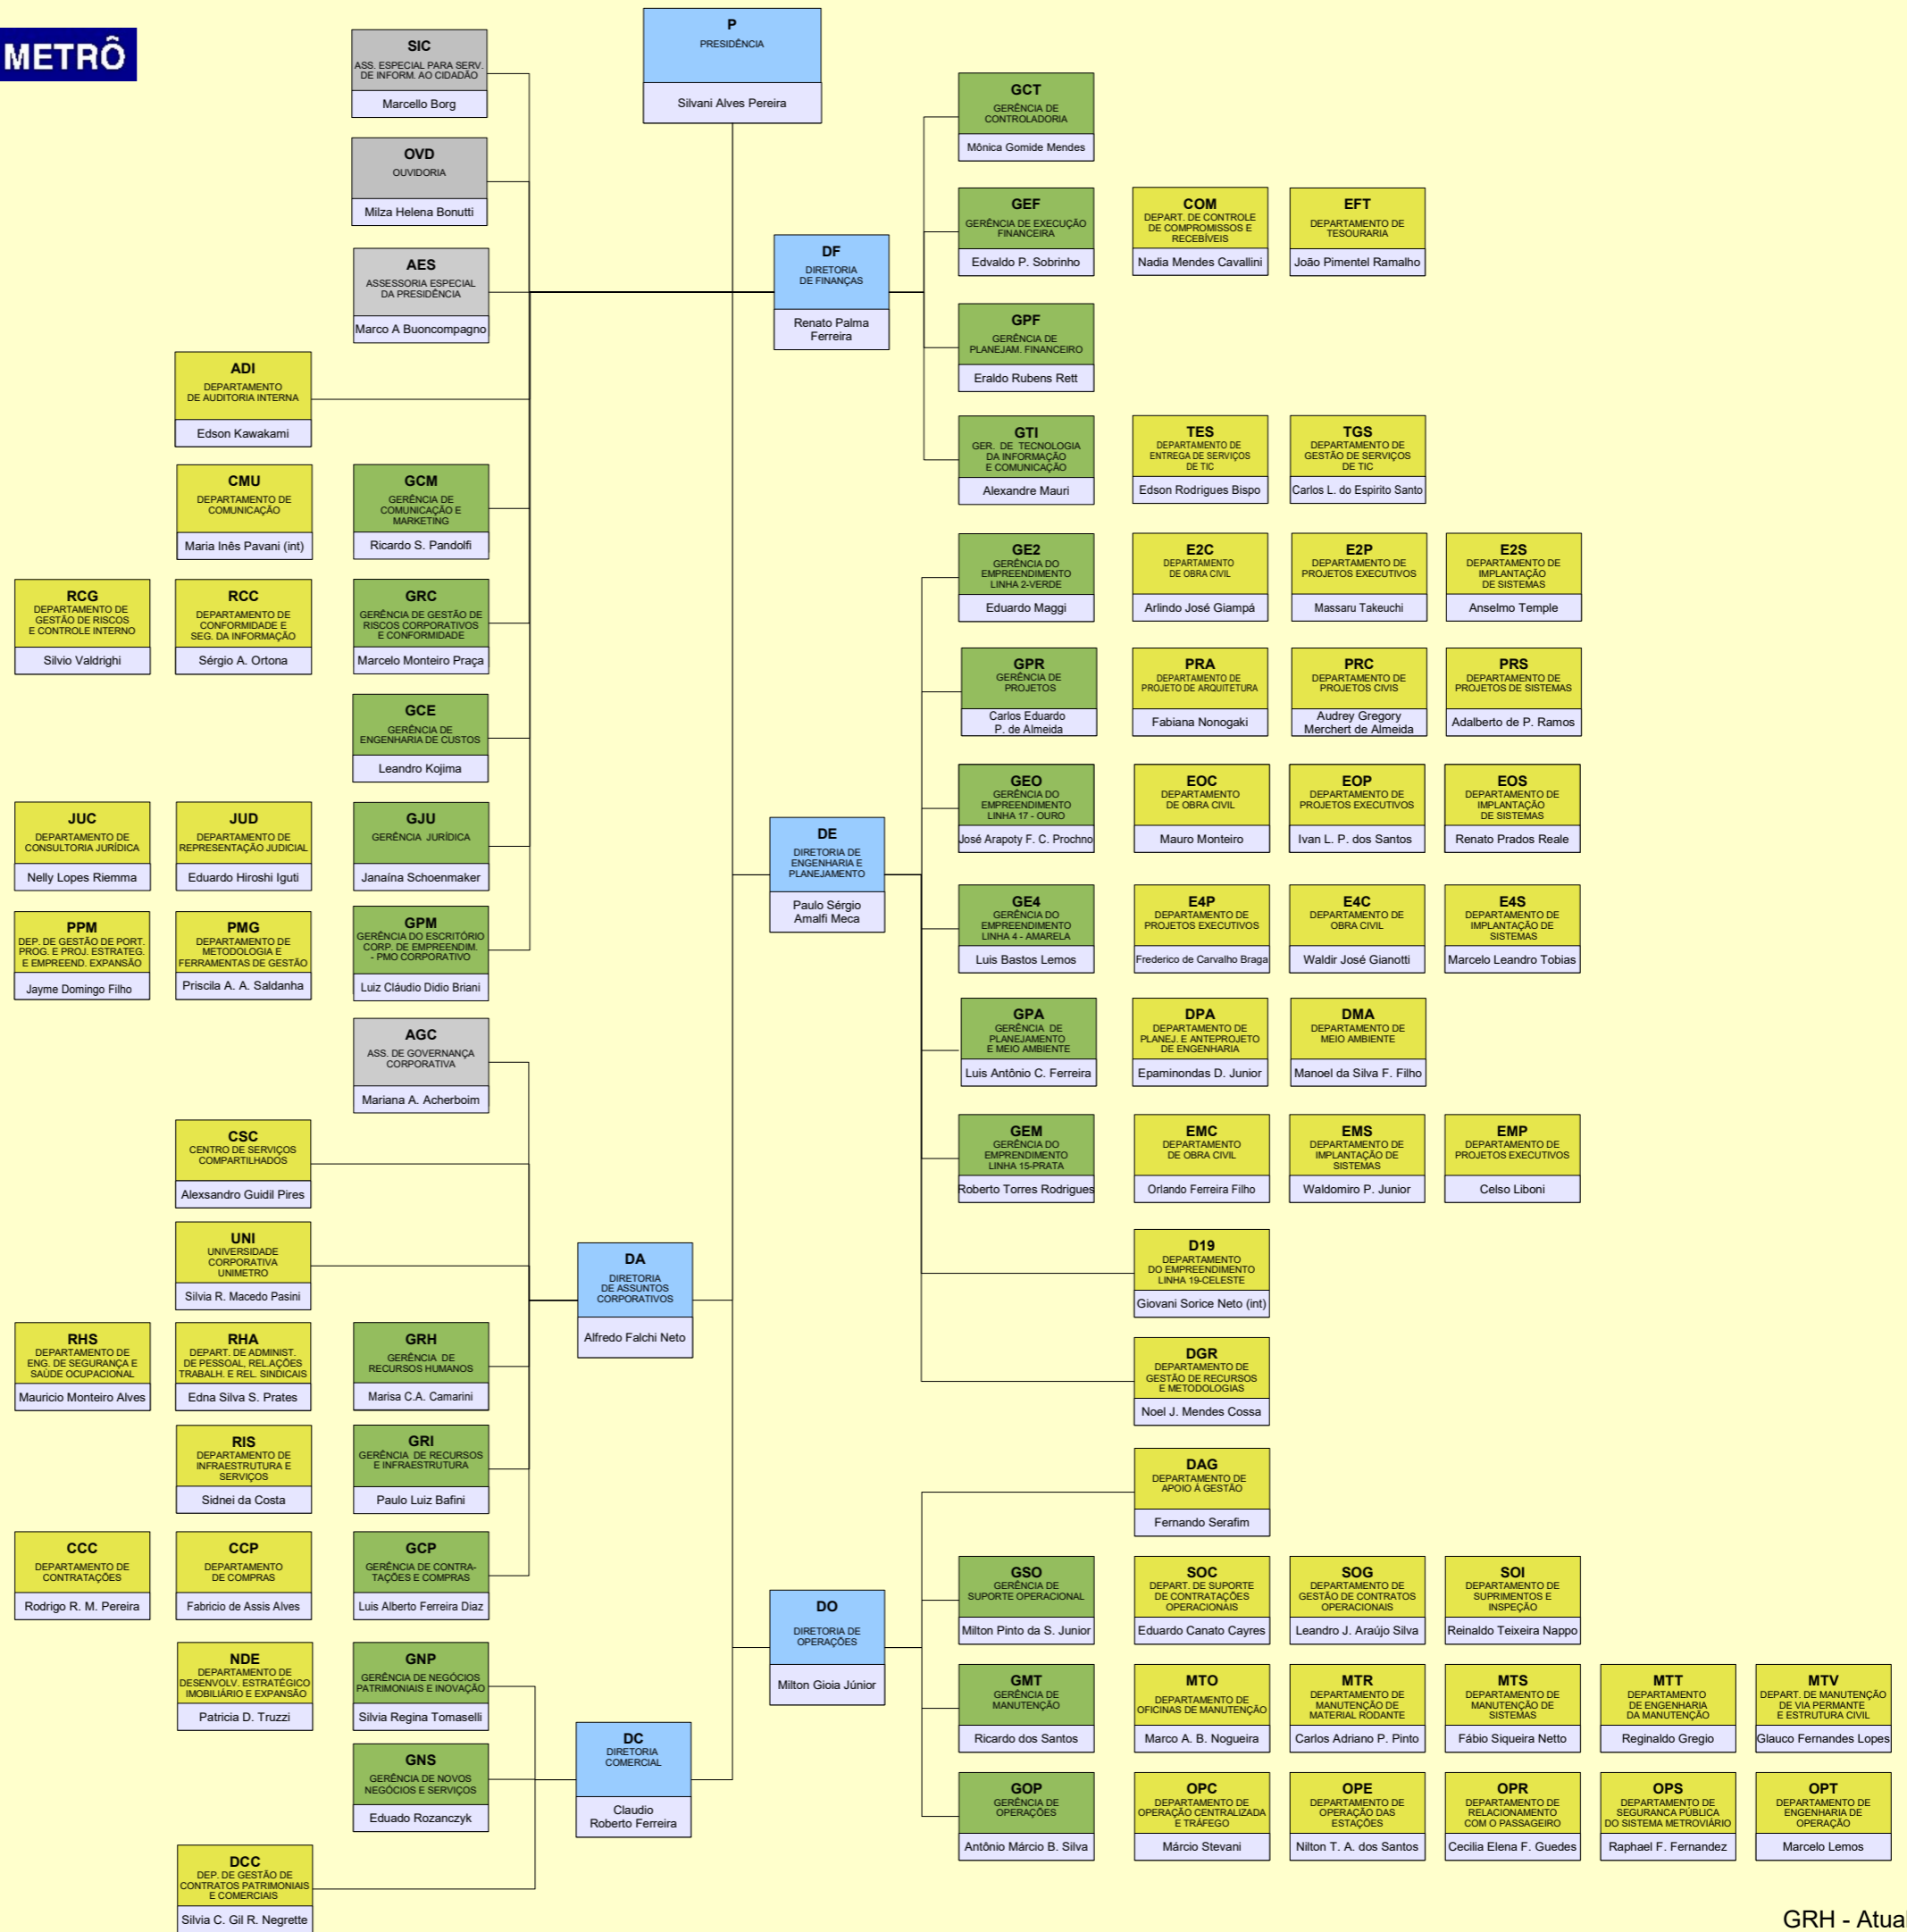 METRÔ
P
PRESIDÊNCIA
Silvani Alves Pereira
SIC
ASS. ESPECIAL PARA SERV.
DE INFORM. AO CIDADÃO
Marcello Borg
OVD
OUVIDORIA
Milza Helena Bonutti
AES
ASSESSORIA ESPECIAL
DA PRESIDÊNCIA
Marco A Buoncompagno
ADI
DEPARTAMENTO
DE AUDITORIA INTERNA
Edson Kawakami
CMU
DEPARTAMENTO DE
COMUNICAÇÃO
Maria Inês Pavani (int)
GCM
GERÊNCIA DE
COMUNICAÇÃO E
MARKETING
Ricardo S. Pandolfi
RCG
DEPARTAMENTO DE
GESTÃO DE RISCOS
E CONTROLE INTERNO
Silvio Valdrighi
RCC
DEPARTAMENTO DE
CONFORMIDADE E
SEG. DA INFORMAÇÃO
Sérgio A. Ortona
GRC
GERÊNCIA DE GESTÃO DE
RISCOS CORPORATIVOS
E CONFORMIDADE
Marcelo Monteiro Praça
GCE
GERÊNCIA DE
ENGENHARIA DE CUSTOS
Leandro Kojima
JUC
DEPARTAMENTO DE
CONSULTORIA JURÍDICA
Nelly Lopes Riemma
JUD
DEPARTAMENTO DE
REPRESENTAÇÃO JUDICIAL
Eduardo Hiroshi Iguti
GJU
GERÊNCIA JURÍDICA
Janaína Schoenmaker
PPM
DEP. DE GESTÃO DE PORT.
PROG. E PROJ. ESTRATEG.
E EMPREEND. EXPANSÃO
Jayme Domingo Filho
PMG
DEPARTAMENTO DE
METODOLOGIA E
FERRAMENTAS DE GESTÃO
Priscila A. A. Saldanha
GPM
GERÊNCIA DO ESCRITÓRIO
CORP. DE EMPREENDIM.
- PMO CORPORATIVO
Luiz Cláudio Didio Briani
AGC
ASS. DE GOVERNANÇA
CORPORATIVA
Mariana A. Acherboim
CSC
CENTRO DE SERVIÇOS
COMPARTILHADOS
Alexsandro Guidil Pires
UNI
UNIVERSIDADE
CORPORATIVA
UNIMETRO
Silvia R. Macedo Pasini
RHS
DEPARTAMENTO DE
ENG. DE SEGURANÇA E
SAÚDE OCUPACIONAL
Mauricio Monteiro Alves
RHA
DEPART. DE ADMINIST.
DE PESSOAL, RELAÇÕES
TRABALH. E REL. SINDICAIS
Edna Silva S. Prates
GRH
GERÊNCIA DE
RECURSOS HUMANOS
Marisa C.A. Camarini
RIS
DEPARTAMENTO DE
INFRAESTRUTURA E
SERVIÇOS
Sidnei da Costa
GRI
GERÊNCIA DE RECURSOS
E INFRAESTRUTURA
Paulo Luiz Bafini
CCC
DEPARTAMENTO DE
CONTRATAÇÕES
Rodrigo R. M. Pereira
CCP
DEPARTAMENTO
DE COMPRAS
Fabricio de Assis Alves
GCP
GERÊNCIA DE CONTRA-
TAÇÕES E COMPRAS
Luis Alberto Ferreira Diaz
NDE
DEPARTAMENTO DE
DESENVOLV. ESTRATÉGICO
IMOBILIÁRIO E EXPANSÃO
Patricia D. Truzzi
GNP
GERÊNCIA DE NEGÓCIOS
PATRIMONIAIS E INOVAÇÃO
Silvia Regina Tomaselli
GNS
GERÊNCIA DE NOVOS
NEGÓCIOS E SERVIÇOS
Eduado Rozanczyk
DCC
DEP. DE GESTÃO DE
CONTRATOS PATRIMONIAIS
E COMERCIAIS
Silvia C. Gil R. Negrette
DA
DIRETORIA
DE ASSUNTOS
CORPORATIVOS
Alfredo Falchi Neto
DC
DIRETORIA
COMERCIAL
Claudio
Roberto Ferreira
DF
DIRETORIA
DE FINANÇAS
Renato Palma
Ferreira
GCT
GERÊNCIA DE
CONTROLADORIA
Mônica Gomide Mendes
GEF
GERÊNCIA DE EXECUÇÃO
FINANCEIRA
Edvaldo P. Sobrinho
COM
DEPART. DE CONTROLE
DE COMPROMISSOS E
RECEBÍVEIS
Nadia Mendes Cavallini
EFT
DEPARTAMENTO DE
TESOURARIA
João Pimentel Ramalho
GPF
GERÊNCIA DE
PLANEJAM. FINANCEIRO
Eraldo Rubens Rett
GTI
GER. DE TECNOLOGIA
DA INFORMAÇÃO
E COMUNICAÇÃO
Alexandre Mauri
TES
DEPARTAMENTO DE
ENTREGA DE SERVIÇOS
DE TIC
Edson Rodrigues Bispo
TGS
DEPARTAMENTO DE
GESTÃO DE SERVIÇOS
DE TIC
Carlos L. do Espirito Santo
DE
DIRETORIA DE
ENGENHARIA E
PLANEJAMENTO
Paulo Sérgio
Amalfi Meca
GE2
GERÊNCIA DO
EMPREENDIMENTO
LINHA 2-VERDE
Eduardo Maggi
E2C
DEPARTAMENTO
DE OBRA CIVIL
Arlindo José Giampá
E2P
DEPARTAMENTO DE
PROJETOS EXECUTIVOS
Massaru Takeuchi
E2S
DEPARTAMENTO DE
IMPLANTAÇÃO
DE SISTEMAS
Anselmo Temple
GPR
GERÊNCIA DE
PROJETOS
Carlos Eduardo
P. de Almeida
PRA
DEPARTAMENTO DE
PROJETO DE ARQUITETURA
Fabiana Nonogaki
PRC
DEPARTAMENTO DE
PROJETOS CIVIS
Audrey Gregory
Merchert de Almeida
PRS
DEPARTAMENTO DE
PROJETOS DE SISTEMAS
Adalberto de P. Ramos
GEO
GERÊNCIA DO
EMPREENDIMENTO
LINHA 17 - OURO
José Arapoty F. C. Prochno
EOC
DEPARTAMENTO
DE OBRA CIVIL
Mauro Monteiro
EOP
DEPARTAMENTO DE
PROJETOS EXECUTIVOS
Ivan L. P. dos Santos
EOS
DEPARTAMENTO DE
IMPLANTAÇÃO
DE SISTEMAS
Renato Prados Reale
GE4
GERÊNCIA DO
EMPREENDIMENTO
LINHA 4 - AMARELA
Luis Bastos Lemos
E4P
DEPARTAMENTO DE
PROJETOS EXECUTIVOS
Frederico de Carvalho Braga
E4C
DEPARTAMENTO DE
OBRA CIVIL
Waldir José Gianotti
E4S
DEPARTAMENTO DE
IMPLANTAÇÃO DE
SISTEMAS
Marcelo Leandro Tobias
GPA
GERÊNCIA DE
PLANEJAMENTO
E MEIO AMBIENTE
Luis Antônio C. Ferreira
DPA
DEPARTAMENTO DE
PLANEJ. E ANTEPROJETO
DE ENGENHARIA
Epaminondas D. Junior
DMA
DEPARTAMENTO DE
MEIO AMBIENTE
Manoel da Silva F. Filho
GEM
GERÊNCIA DO
EMPRENDIMENTO
LINHA 15-PRATA
Roberto Torres Rodrigues
EMC
DEPARTAMENTO
DE OBRA CIVIL
Orlando Ferreira Filho
EMS
DEPARTAMENTO DE
IMPLANTAÇÃO DE
SISTEMAS
Waldomiro P. Junior
EMP
DEPARTAMENTO DE
PROJETOS EXECUTIVOS
Celso Liboni
D19
DEPARTAMENTO
DO EMPREENDIMENTO
LINHA 19-CELESTE
Giovani Sorice Neto (int)
DGR
DEPARTAMENTO DE
GESTÃO DE RECURSOS
E METODOLOGIAS
Noel J. Mendes Cossa
DO
DIRETORIA DE
OPERAÇÕES
Milton Gioia Júnior
DAG
DEPARTAMENTO DE
APOIO Á GESTÃO
Fernando Serafim
GSO
GERÊNCIA DE
SUPORTE OPERACIONAL
Milton Pinto da S. Junior
SOC
DEPART. DE SUPORTE
DE CONTRATAÇÕES
OPERACIONAIS
Eduardo Canato Cayres
SOG
DEPARTAMENTO DE
GESTÃO DE CONTRATOS
OPERACIONAIS
Leandro J. Araújo Silva
SOI
DEPARTAMENTO DE
SUPRIMENTOS E
INSPEÇÃO
Reinaldo Teixeira Nappo
GMT
GERÊNCIA DE
MANUTENÇÃO
Ricardo dos Santos
MTO
DEPARTAMENTO DE
OFICINAS DE MANUTENÇÃO
Marco A. B. Nogueira
MTR
DEPARTAMENTO DE
MANUTENÇÃO DE
MATERIAL RODANTE
Carlos Adriano P. Pinto
MTS
DEPARTAMENTO DE
MANUTENÇÃO DE
SISTEMAS
Fábio Siqueira Netto
MTT
DEPARTAMENTO
DE ENGENHARIA
DA MANUTENÇÃO
Reginaldo Gregio
MTV
DEPART. DE MANUTENÇÃO
DE VIA PERMANTE
E ESTRUTURA CIVIL
Glauco Fernandes Lopes
GOP
GERÊNCIA DE
OPERAÇÕES
Antônio Márcio B. Silva
OPC
DEPARTAMENTO DE
OPERAÇÃO CENTRALIZADA
E TRÁFEGO
Márcio Stevani
OPE
DEPARTAMENTO DE
OPERAÇÃO DAS
ESTAÇÕES
Nilton T. A. dos Santos
OPR
DEPARTAMENTO DE
RELACIONAMENTO
COM O PASSAGEIRO
Cecilia Elena F. Guedes
OPS
DEPARTAMENTO DE
SEGURANCA PÚBLICA
DO SISTEMA METROVIÁRIO
Raphael F. Fernandez
OPT
DEPARTAMENTO DE
ENGENHARIA DE
OPERAÇÃO
Marcelo Lemos
GRH - Atual